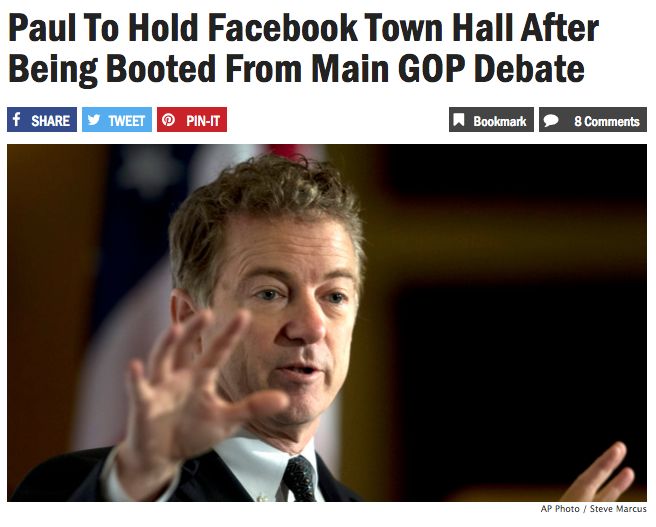 Paul To Hold Facebook Town Hall After
Being Booted From Main GOP Debate
f SHARE TWEET PIN-IT Bookmark 8 Comments
AP Photo / Steve Marcus